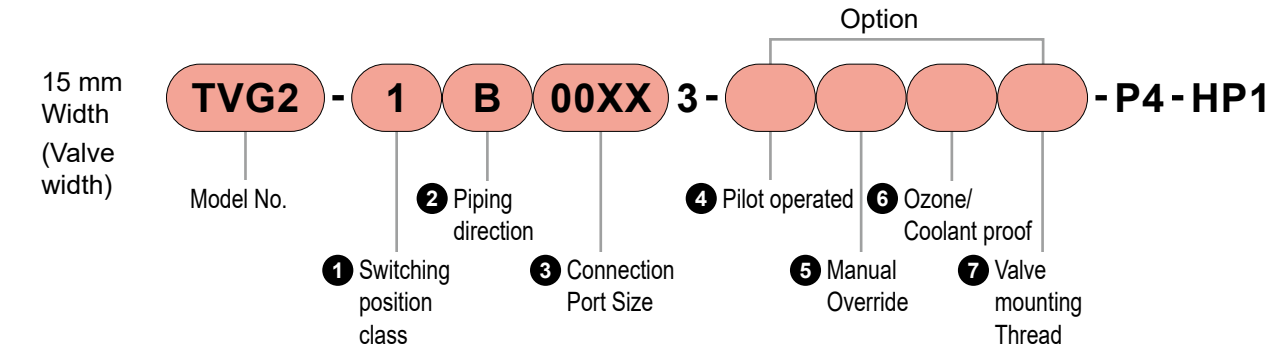 Option
15 mm
Width
(Valve
width)
TVG2 - 1 B 00XX 3 - - P4 - HP1
Model No.
2 Piping
direction
4 Pilot operated
6 Ozone/
Coolant proof
1 Switching
position
class
3 Connection
Port Size
5 Manual
Override
7 Valve
mounting
Thread